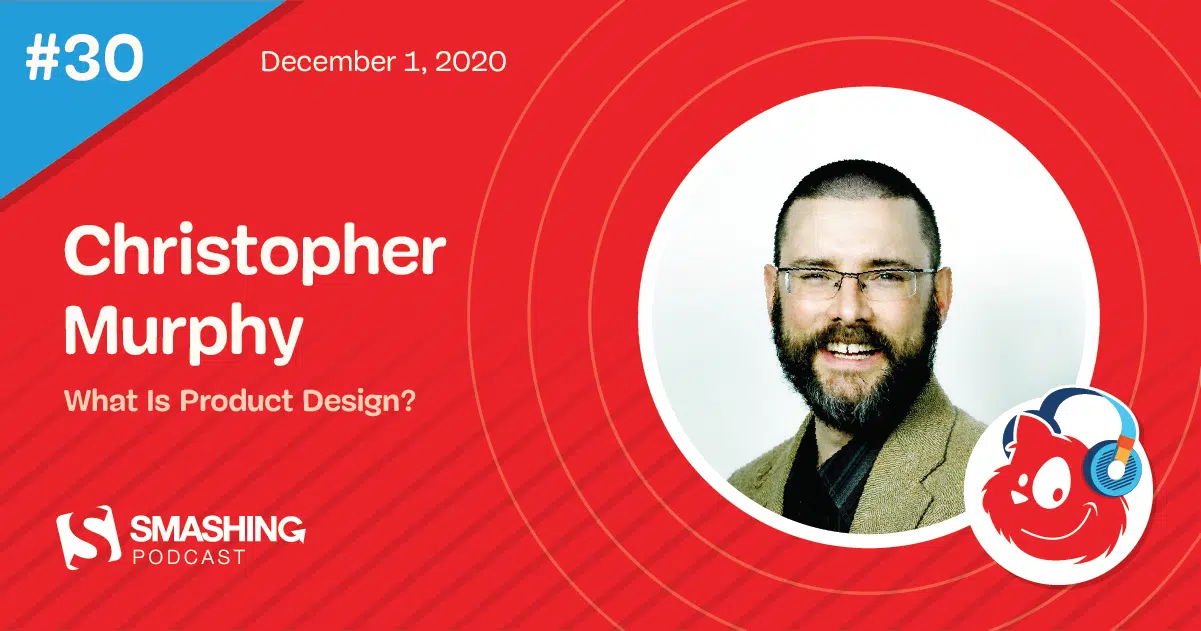 #30
December 1, 2020
Christopher
Murphy
What Is Product Design?
SMASHING
PODCAST